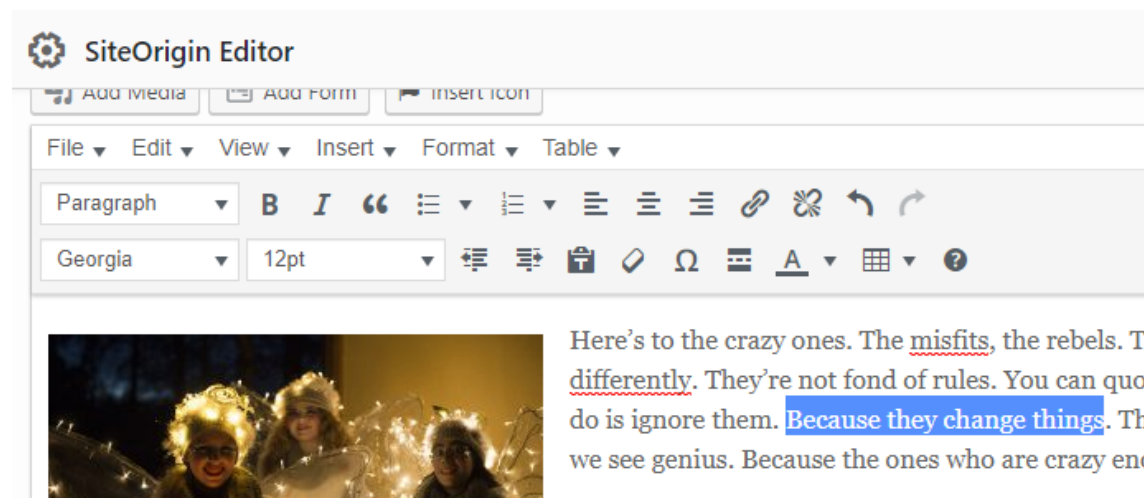 SiteOrigin Editor
Add Media Add Form Insert Icon
File Edit View Insert Format Table
Paragraph B I
Georgia 12pt Ω A ?
Here’s to the crazy ones. The misfits, the rebels. T
differently. They’re not fond of rules. You can quo
do is ignore them. Because they change things. Th
we see genius. Because the ones who are crazy en